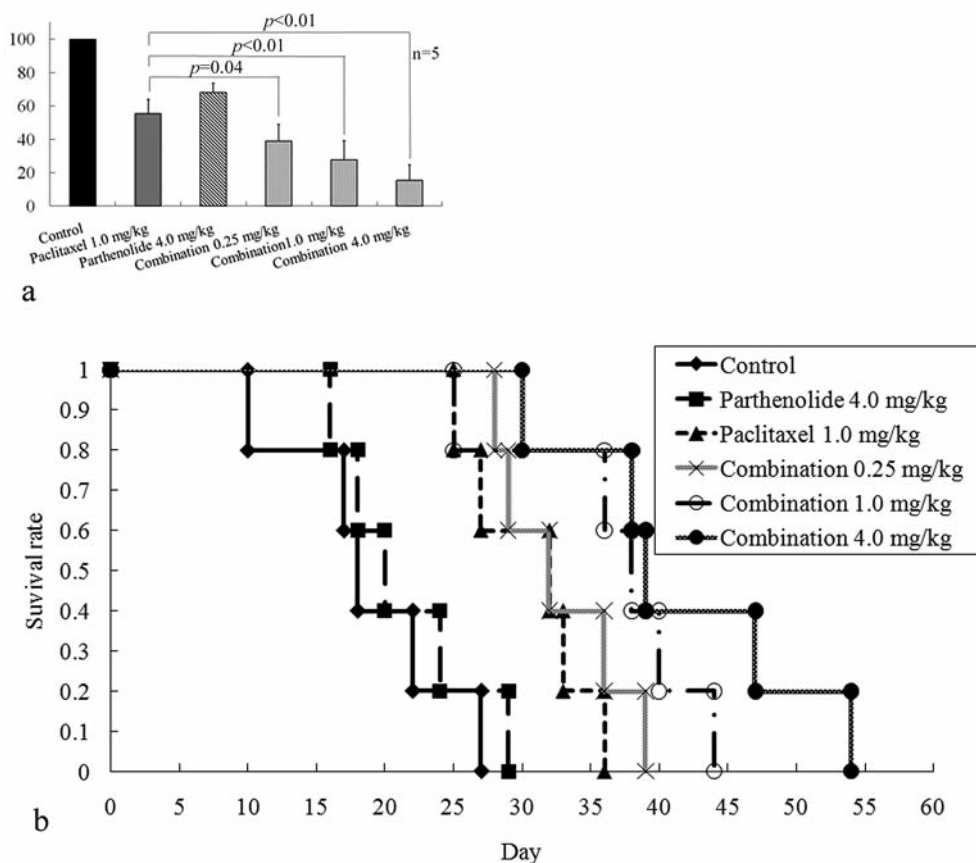 p<0.01
100
p<0.01
n=5
80
p=0.04
60
40
20
0
Control
Paclitaxel 1.0 mg/kg
Parthenolide 4.0 mg/kg
Combination 0.25 mg/kg
Combination1.0 mg/kg
Combination 4.0 mg/kg
a
Control
Parthenolide 4.0 mg/kg
Paclitaxel 1.0 mg/kg
Combination 0.25 mg/kg
Combination 1.0 mg/kg
Combination 4.0 mg/kg
1
0.9
0.8
0.7
0.6
0.5
0.4
0.3
0.2
0.1
0
Suvival rate
0 5 10 15 20 25 30 35 40 45 50 55 60
b
Day